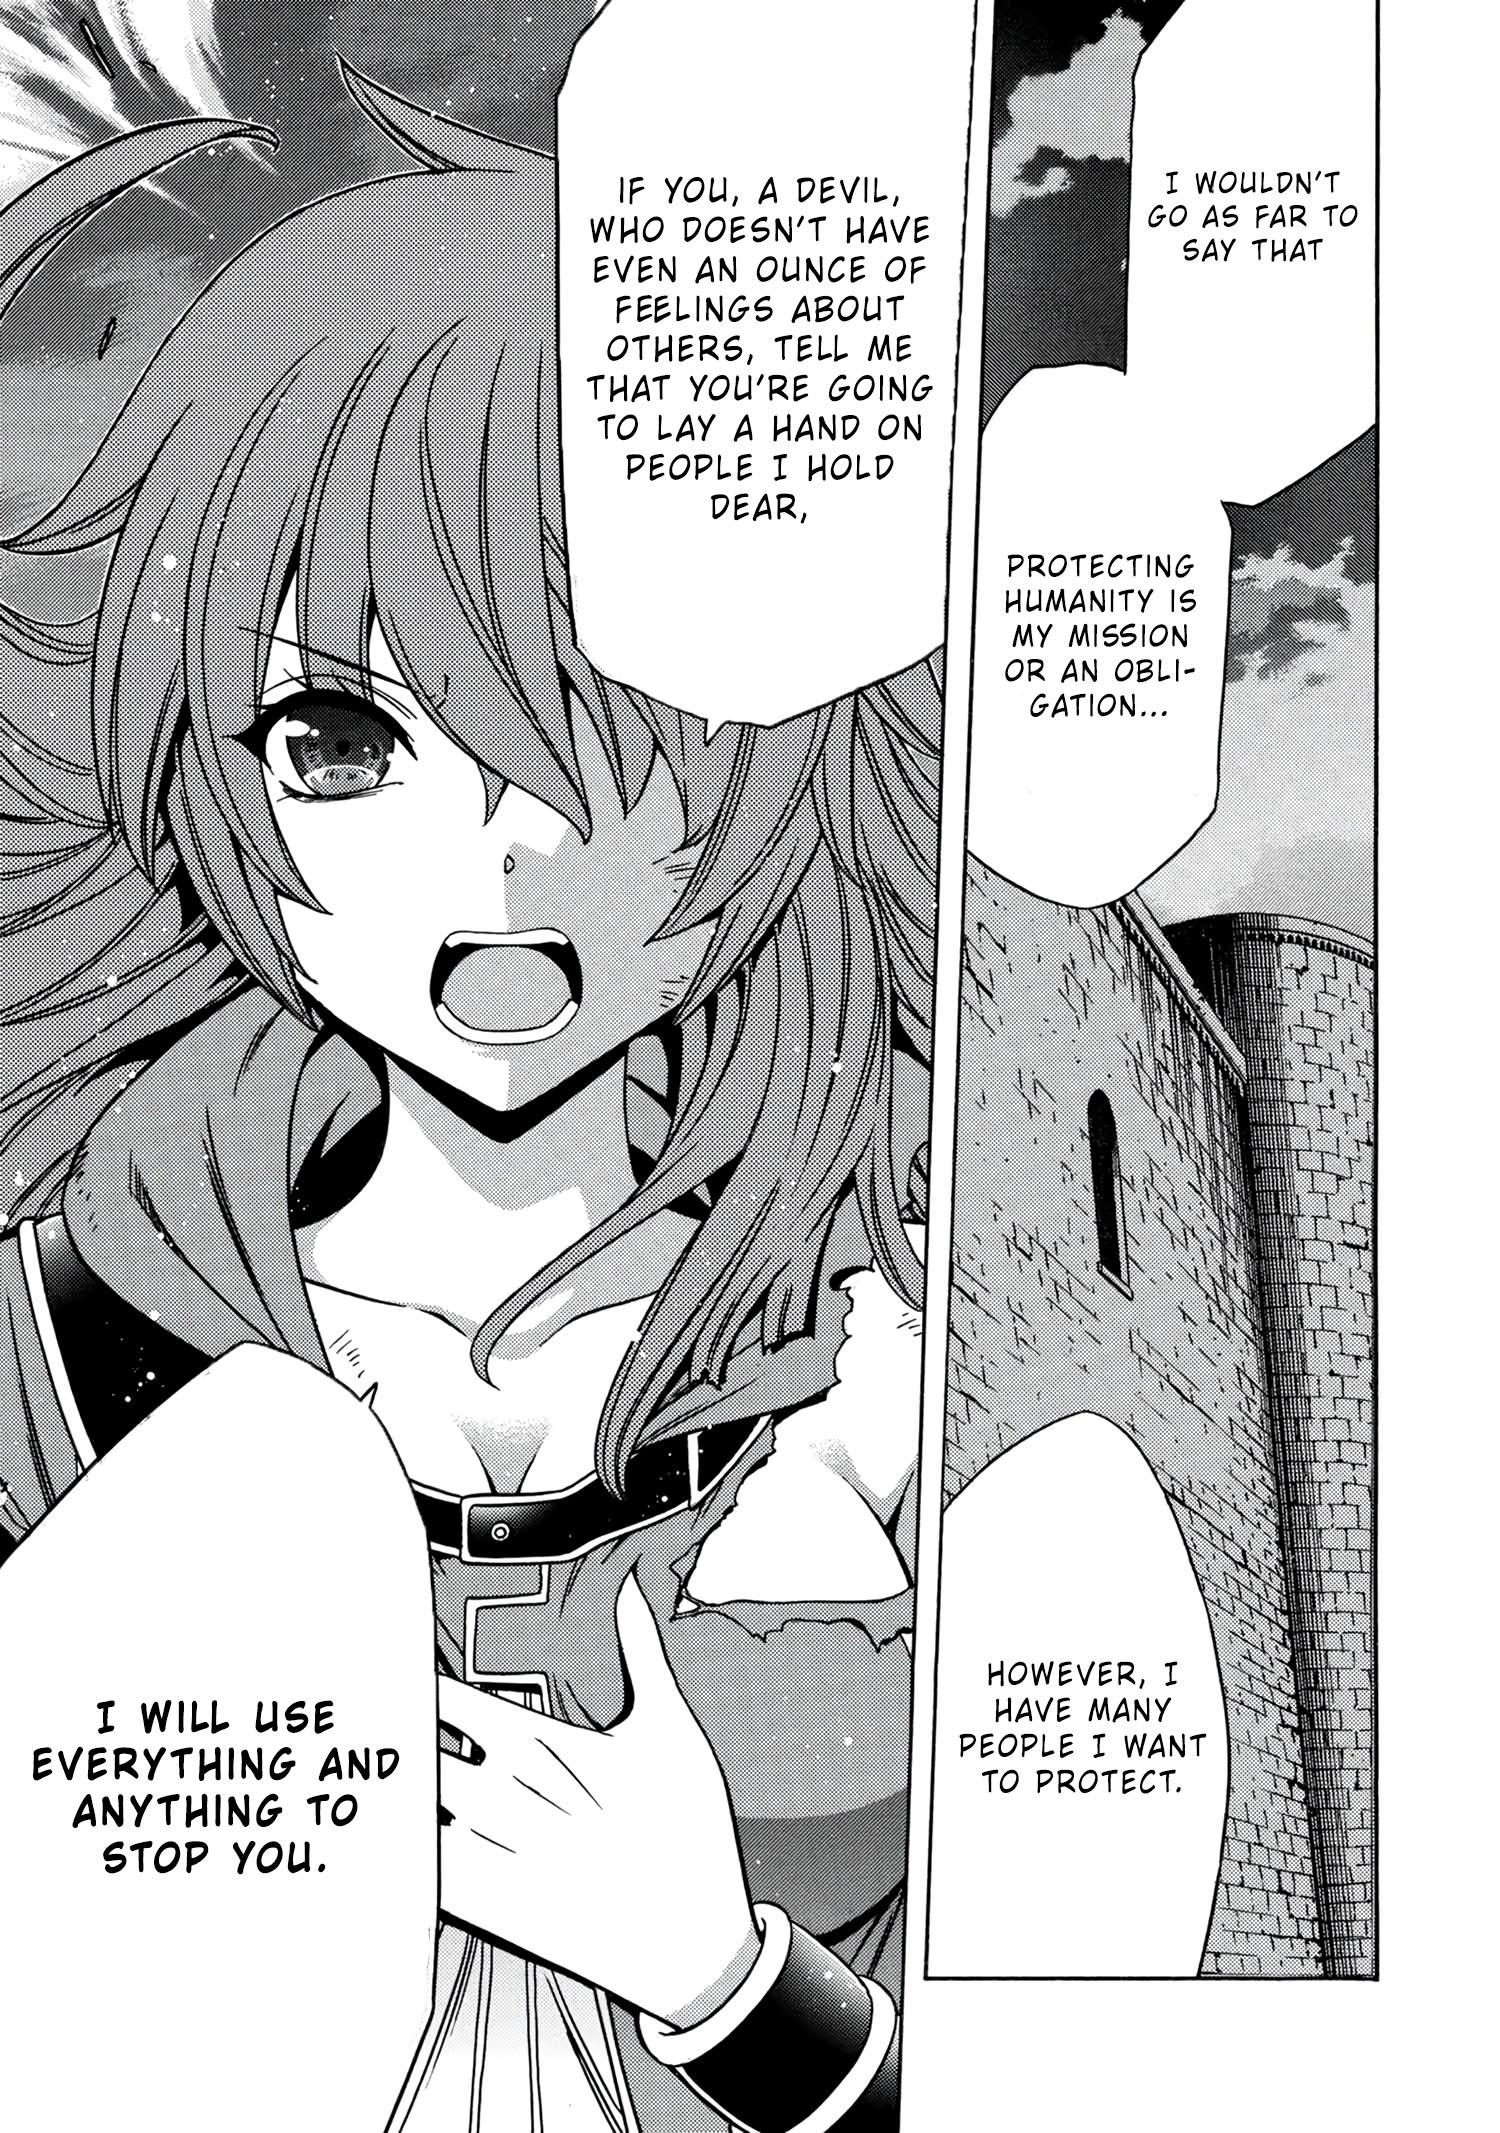 I WOULDN'T
GO AS FAR TO
SAY THAT
PROTECTING
HUMANITY IS
MY MISSION
OR AN OBLI-
GATION...
HOWEVER, I
HAVE MANY
PEOPLE I WANT
TO PROTECT.
IF YOU, A DEVIL,
WHO DOESN'T HAVE
EVEN AN OUNCE OF
FEELINGS ABOUT
OTHERS, TELL ME
THAT YOU'RE GOING
TO LAY A HAND ON
PEOPLE I HOLD
DEAR,
I WILL USE
EVERYTHING AND
ANYTHING TO
STOP YOU.